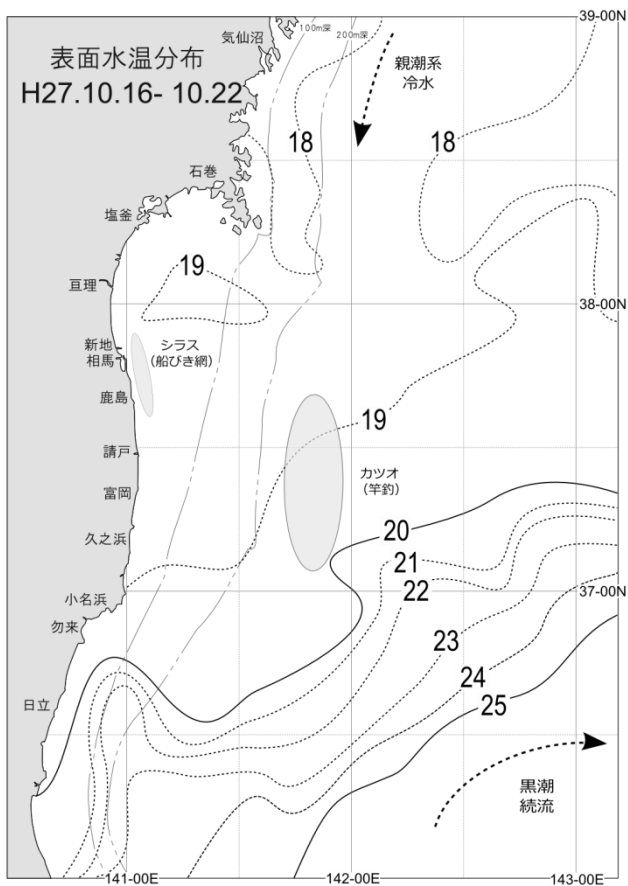 表面水温分布
H27.10.16- 10.22
気仙沼
100m深
200m深
39-00N
親潮系
冷水
18
18
石巻
塩釜
19
亘理
38-00N
新地
相馬
シラス
(船びき網)
鹿島
19
請戸
カツオ
(竿釣)
富岡
20
久之浜
21
22
37-00N
小名浜
勿来
23
24
25
日立
黒潮
続流
141-00E
142-00E
143-00E